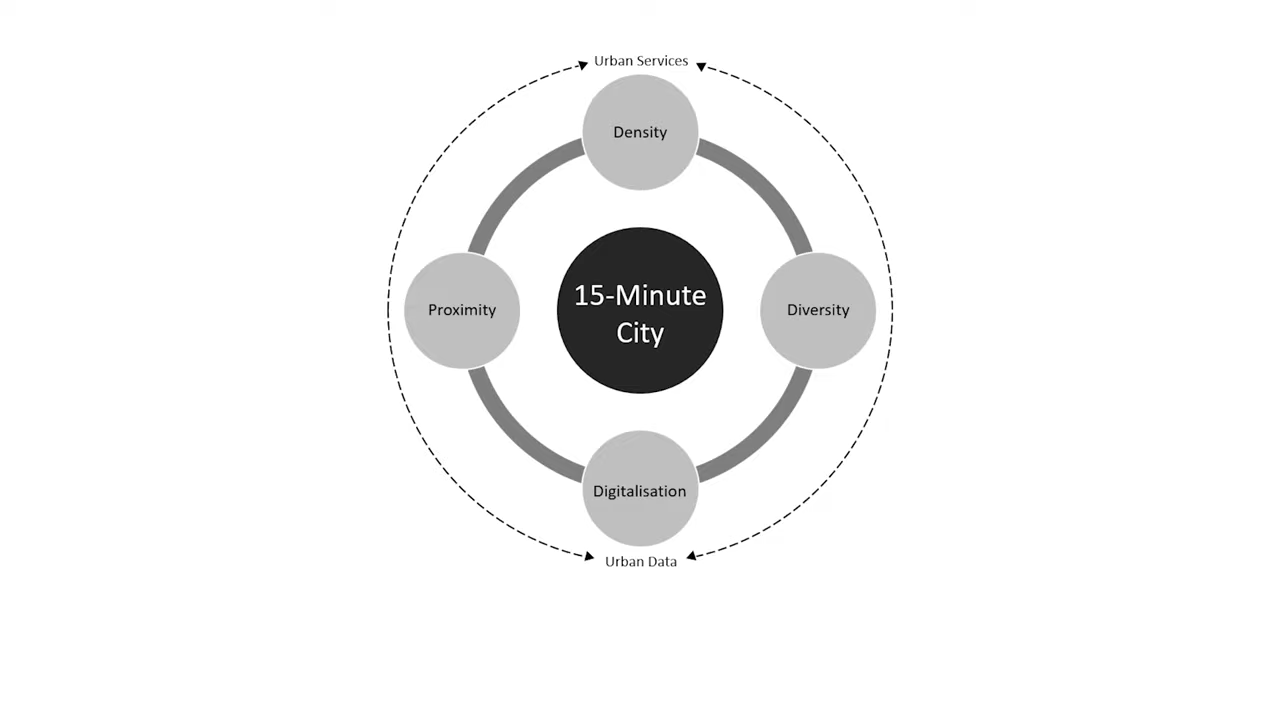 Urban Services
Density
Proximity
15-Minute
City
Diversity
Digitalisation
Urban Data